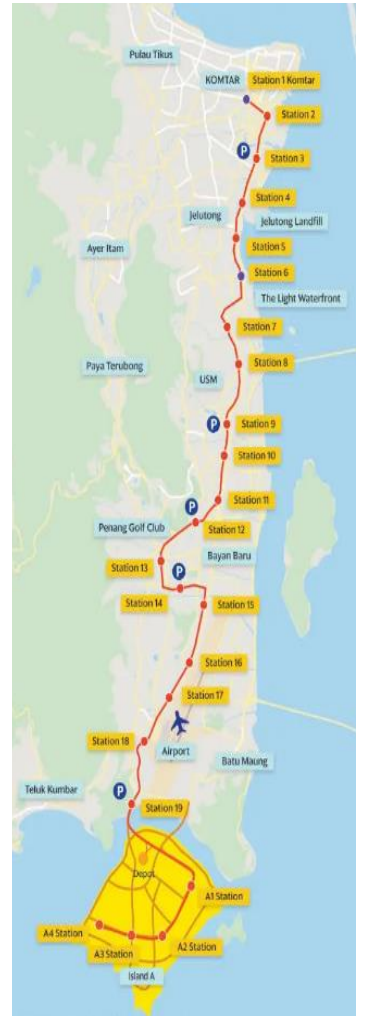 Pulau Tikus
KOMTAR
Station 1 Komtar
Station 2
P
Station 3
Station 4
Jelutong
Jelutong Landfill
Station 5
Ayer Itam
Station 6
The Light Waterfront
Station 7
Station 8
Paya Terubong
USM
P
Station 9
Station 10
Station 11
P
Penang Golf Club
Station 12
Bayan Baru
Station 13
P
Station 14
Station 15
Station 16
Station 17
Station 18
Airport
Batu Maung
Teluk Kumbar
P
Station 19
Depot
A1 Station
A4 Station
A2 Station
A3 Station
Island A